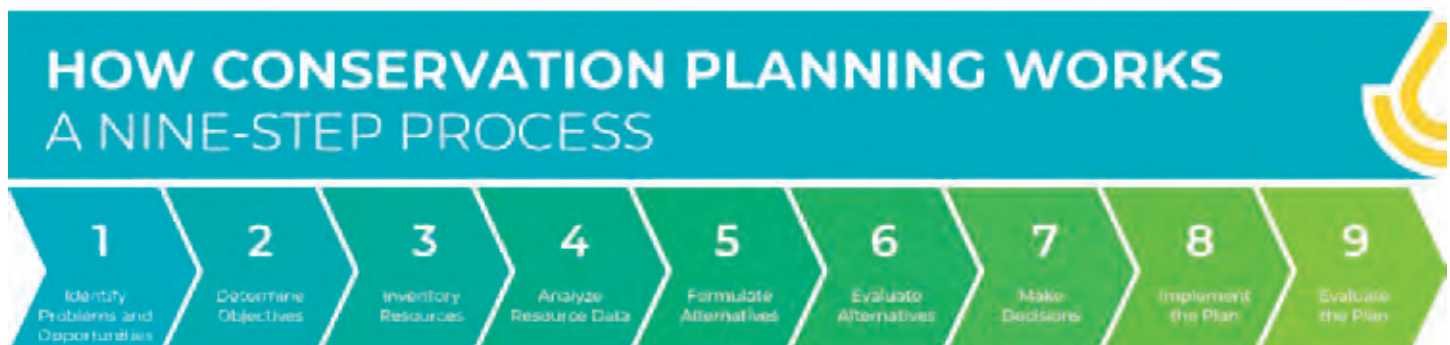 HOW CONSERVATION PLANNING WORKS
A NINE-STEP PROCESS
1
Identify
Problems and
Opportunities
2
Determine
Objectives
3
Inventory
Resources
4
Analyze
Resource Data
5
Formulate
Alternatives
6
Evaluate
Alternatives
7
Make
Decisions
8
Implement
the Plan
9
Evaluate
the Plan